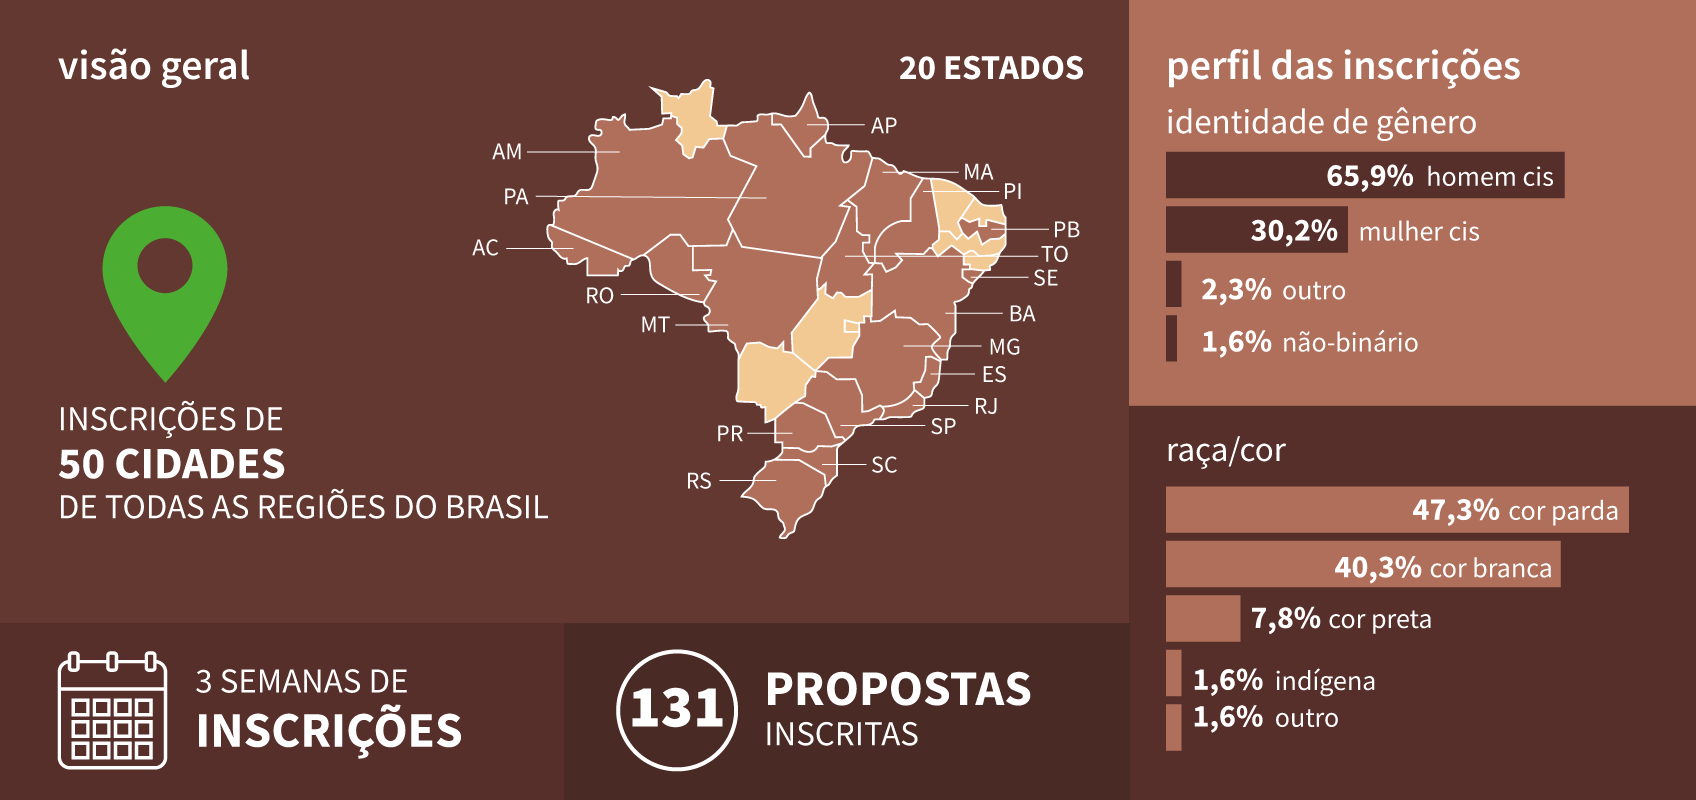 visão geral
20 ESTADOS
AP
AM
MA
PI
PA
PB
AC
TO
SE
RO
BA
MT
MG
ES
RJ
SP
PR
SC
RS
INSCRIÇÕES DE
50 CIDADES
DE TODAS AS REGIÕES DO BRASIL
3 SEMANAS DE
INSCRIÇÕES
131
PROPOSTAS
INSCRITAS
perfil das inscrições
identidade de gênero
65,9% homem cis
30,2% mulher cis
2,3% outro
1,6% não-binário
raça/cor
47,3% cor parda
40,3% cor branca
7,8% cor preta
1,6% indígena
1,6% outro